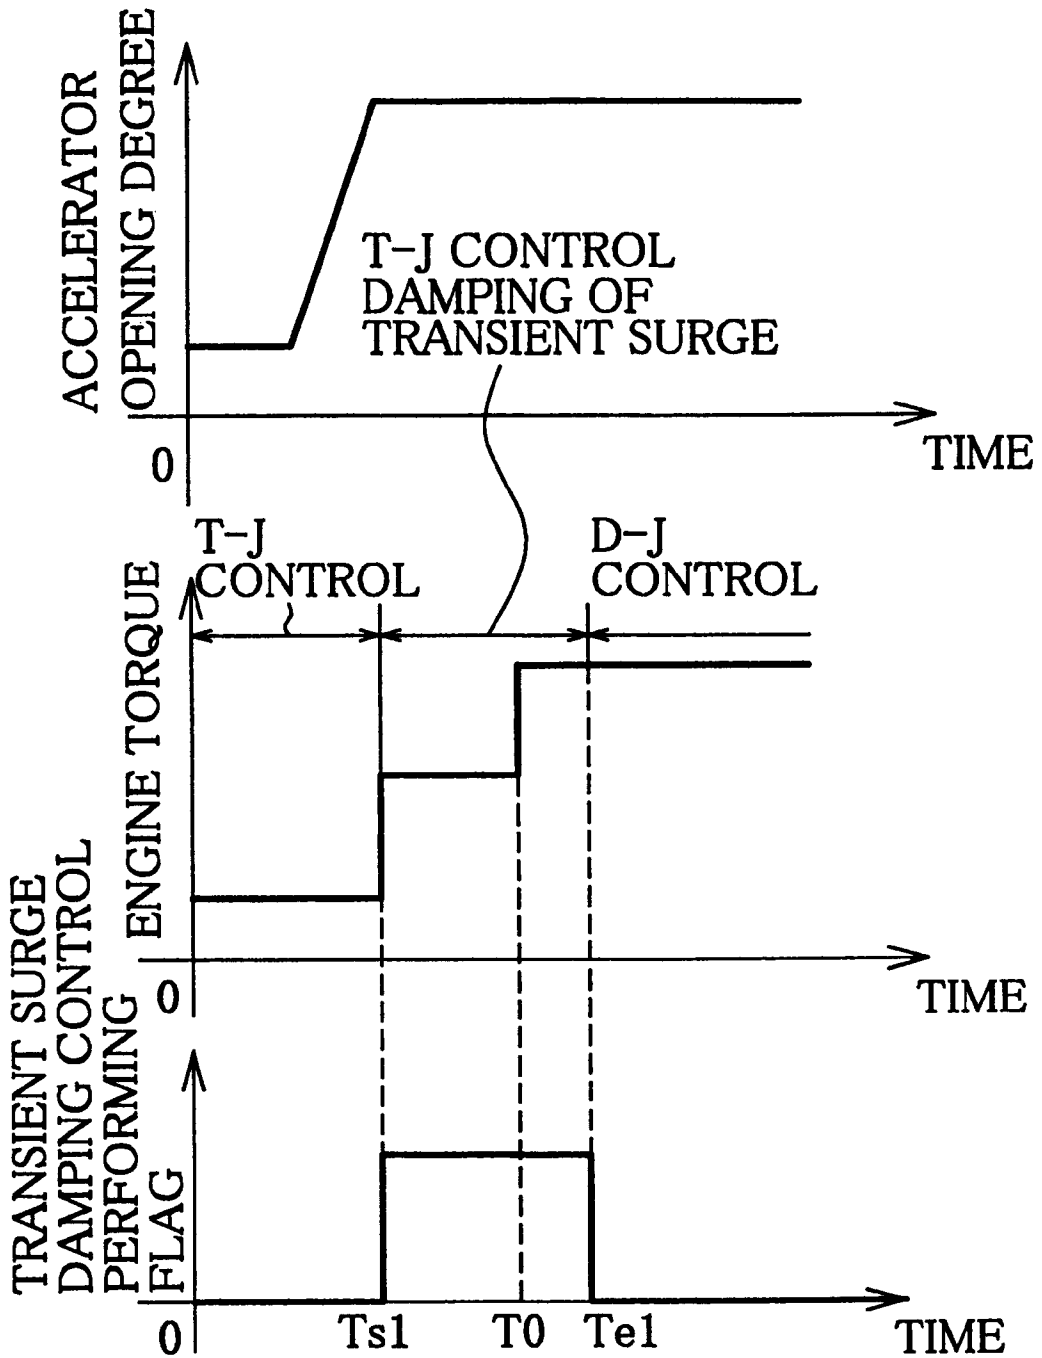 ACCELERATOR
OPENING DEGREE
T-J CONTROL
DAMPING OF
TRANSIENT SURGE
0
TIME
T-J
CONTROL
D-J
CONTROL
ENGINE TORQUE
0
TIME
TRANSIENT SURGE
DAMPING CONTROL
PERFORMING
FLAG
0
Ts1
T0
Te1
TIME